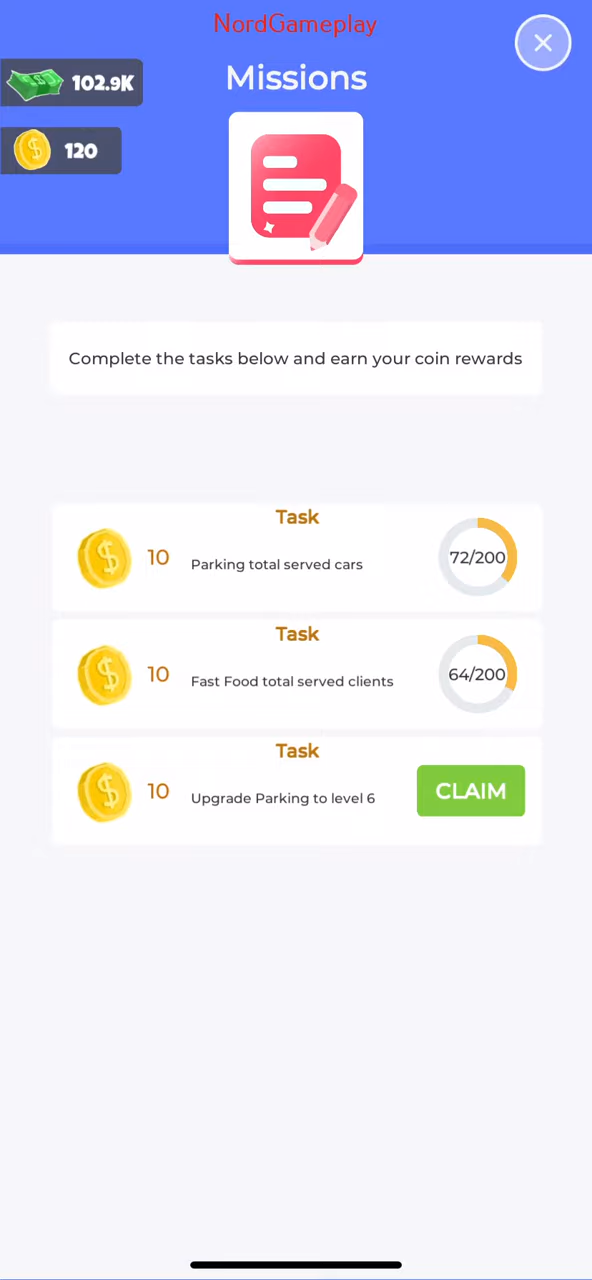 NordGameplay
Missions
102.9K
120
Complete the tasks below and earn your coin rewards
Task
10
Parking total served cars
72/200
Task
10
Fast Food total served clients
64/200
Task
10
Upgrade Parking to level 6
CLAIM